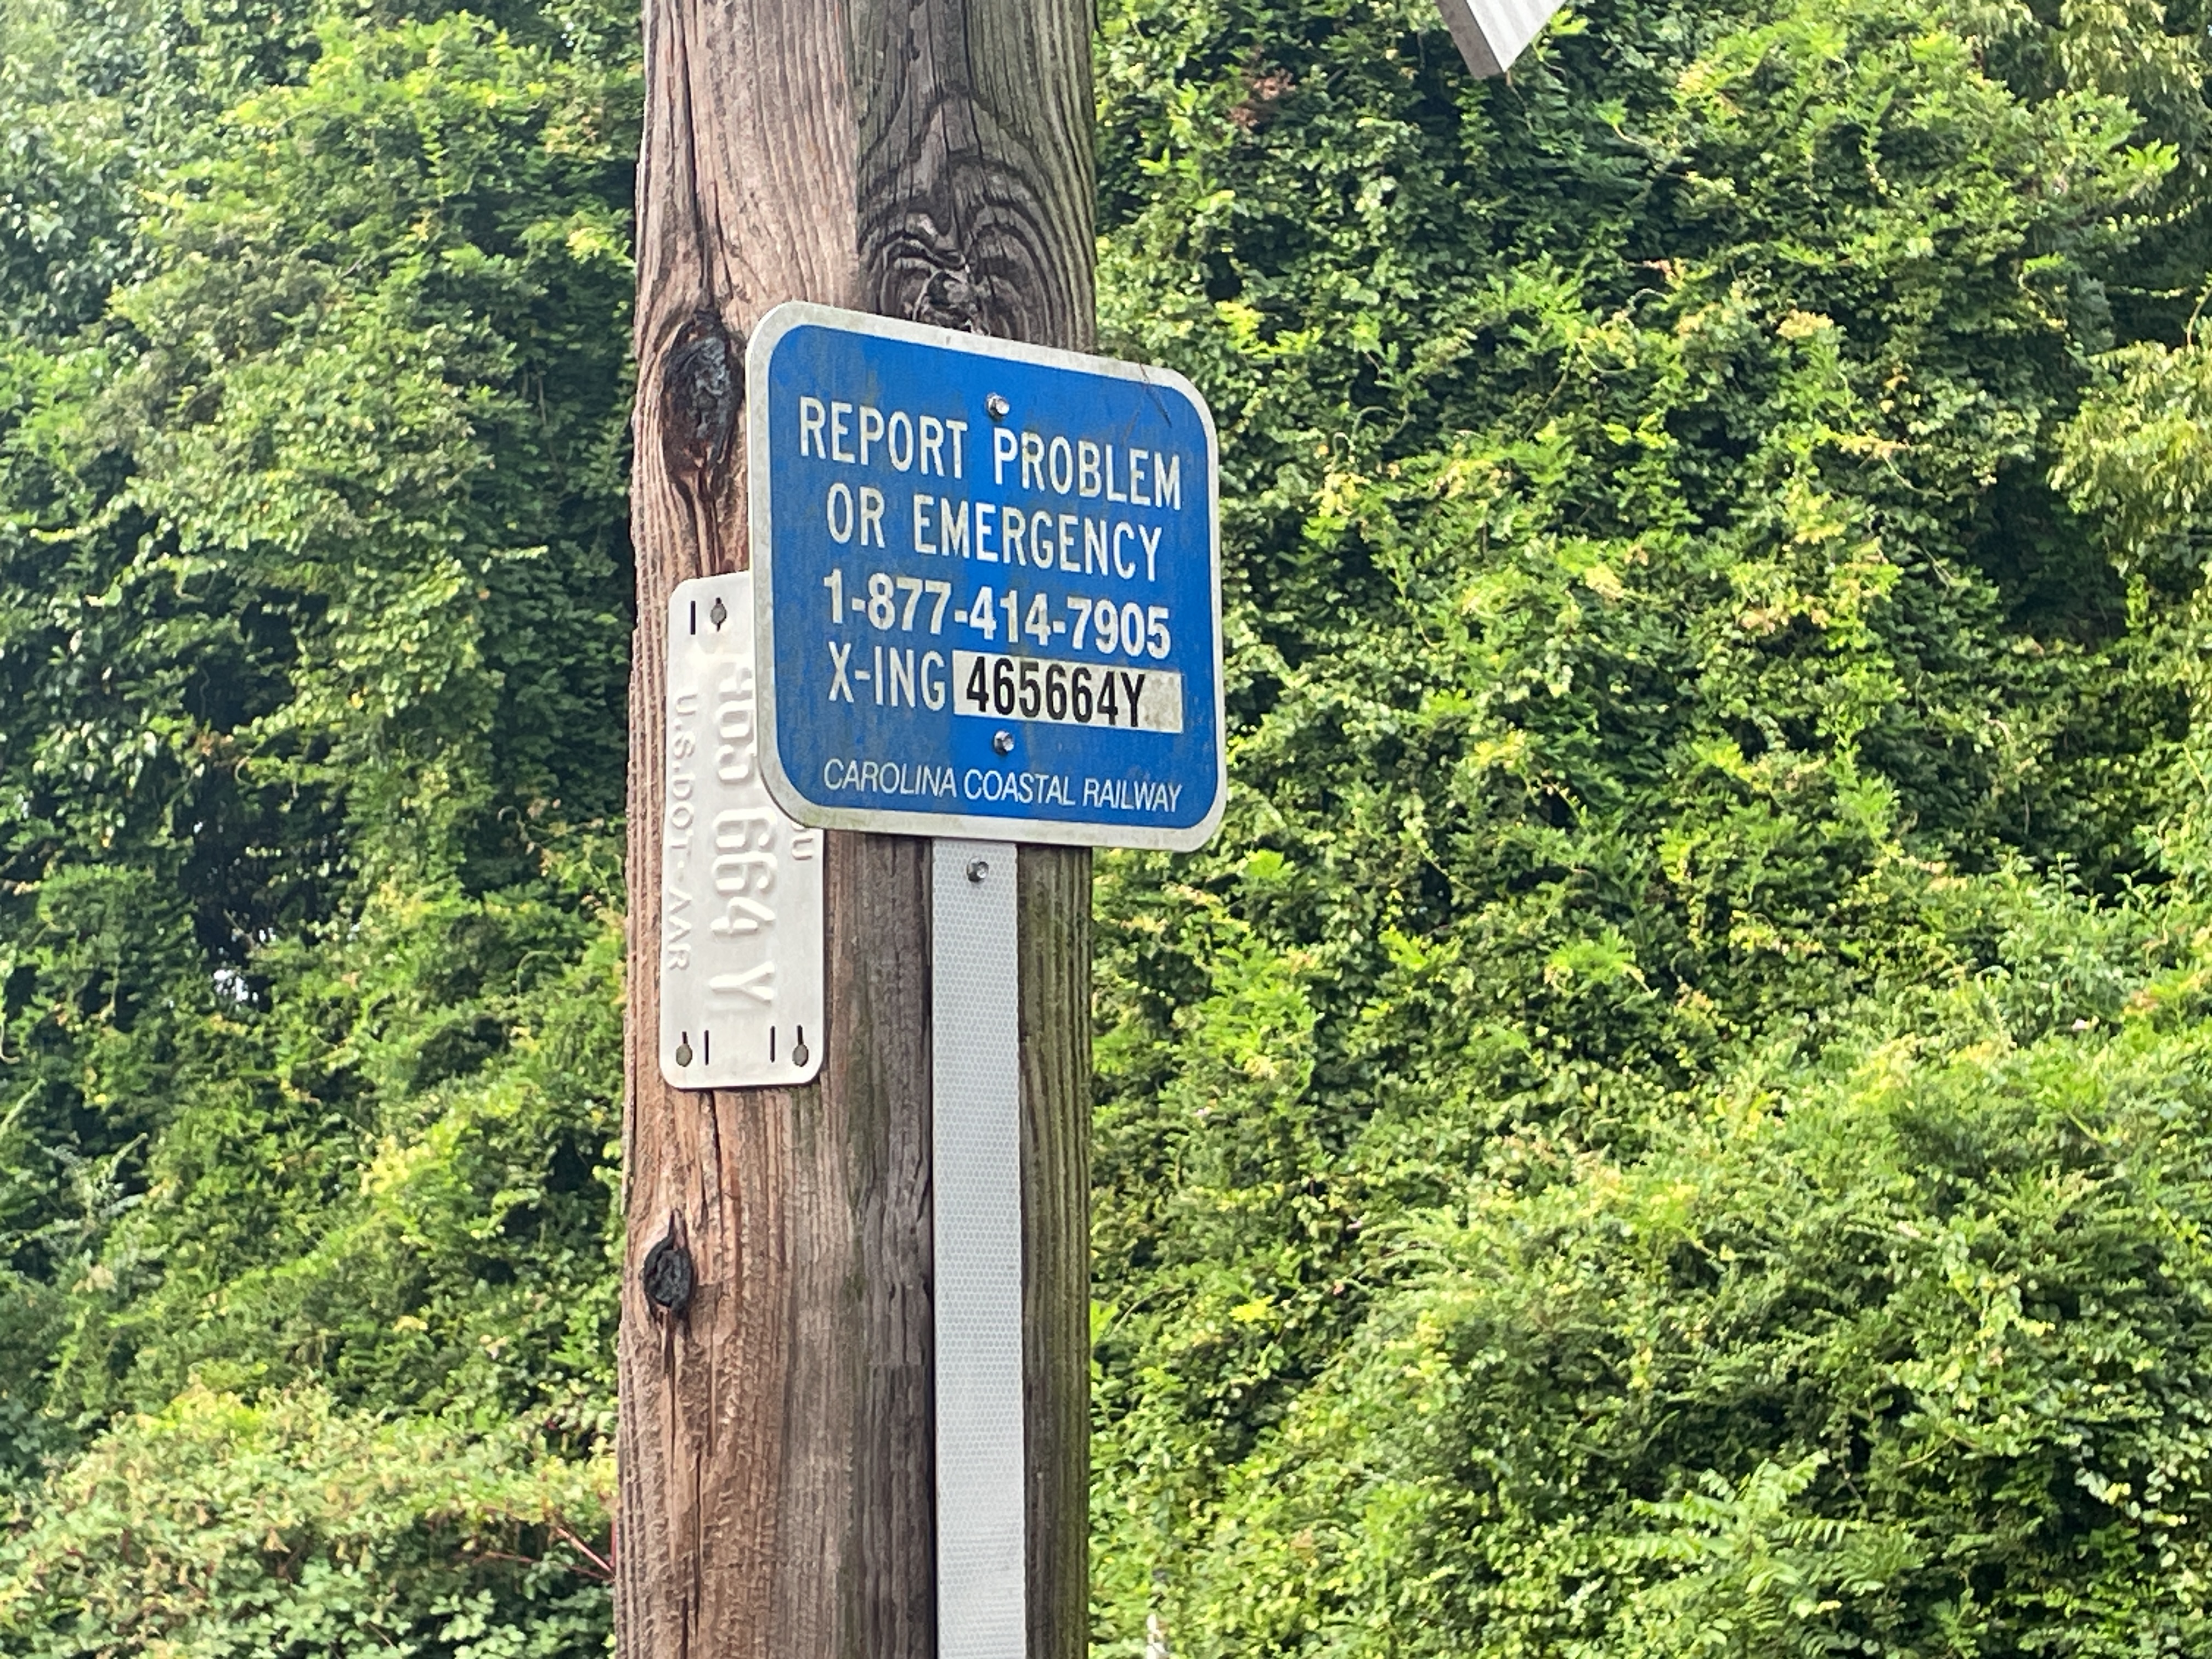 REPORT PROBLEM
OR EMERGENCY
1-877-414-7905
X-ING 465664Y
CAROLINA COASTAL RAILWAY
664 Y
U.S.DOT-AAR